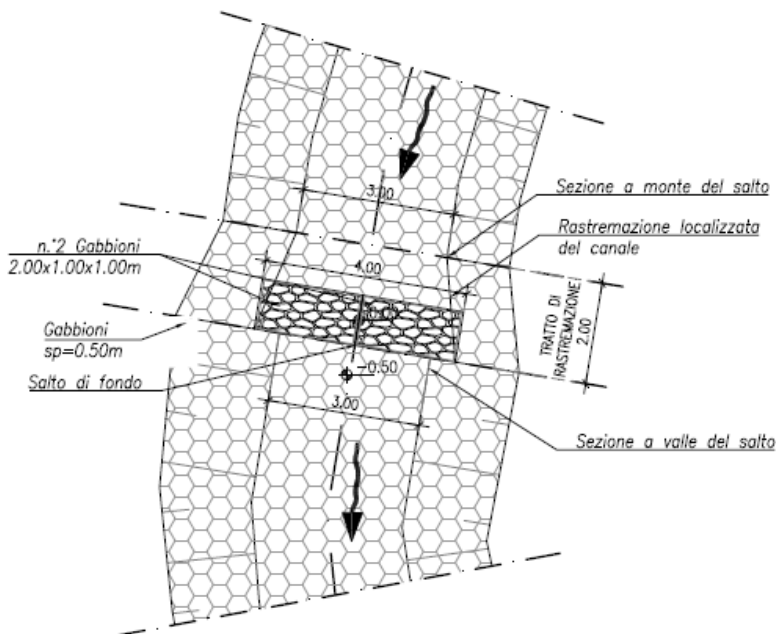 3.00
Sezione a monte del salto
Rastremazione localizzata
del canale
n.°2 Gabbioni
2.00x1.00x1.00m
4.00
TRATTO DI
RASTREMAZIONE
2.00
Gabbioni
sp=0.50m
Salto di fondo
-0.50
3.00
Sezione a valle del salto